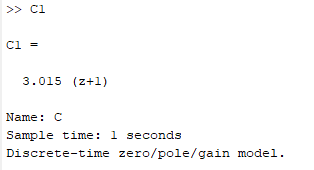 >> C1
C1 =
3.015 (z+1)
Name: C
Sample time: 1 seconds
Discrete-time zero/pole/gain model.